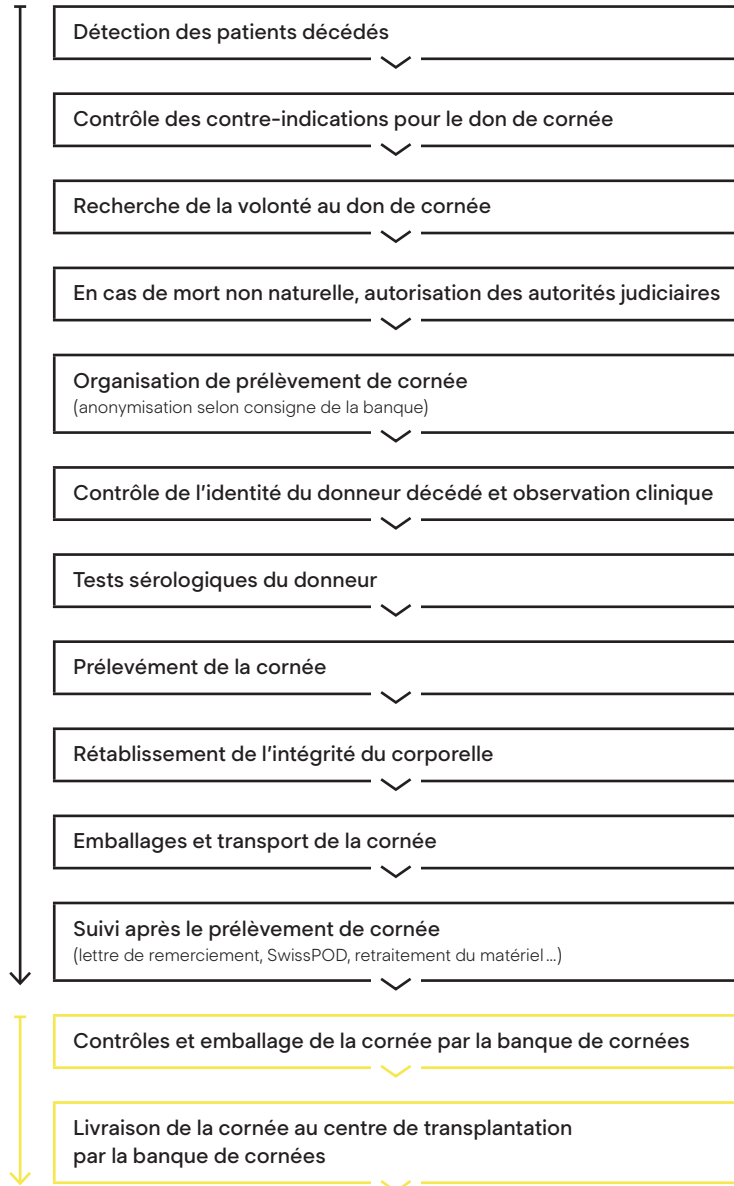 Détection des patients décédés
Contrôle des contre-indications pour le don de cornée
Recherche de la volonté au don de cornée
En cas de mort non naturelle, autorisation des autorités judiciaires
Organisation de prélèvement de cornée
(anonymisation selon consigne de la banque)
Contrôle de l'identité du donneur décédé et observation clinique
Tests sérologiques du donneur
Prélevément de la cornée
Rétablissement de l'intégrité du corporelle
Emballages et transport de la cornée
Suivi après le prélèvement de cornée
(lettre de remerciement, SwissPOD, retraitement du matériel…)
Contrôles et emballage de la cornée par la banque de cornées
Livraison de la cornée au centre de transplantation
par la banque de cornées